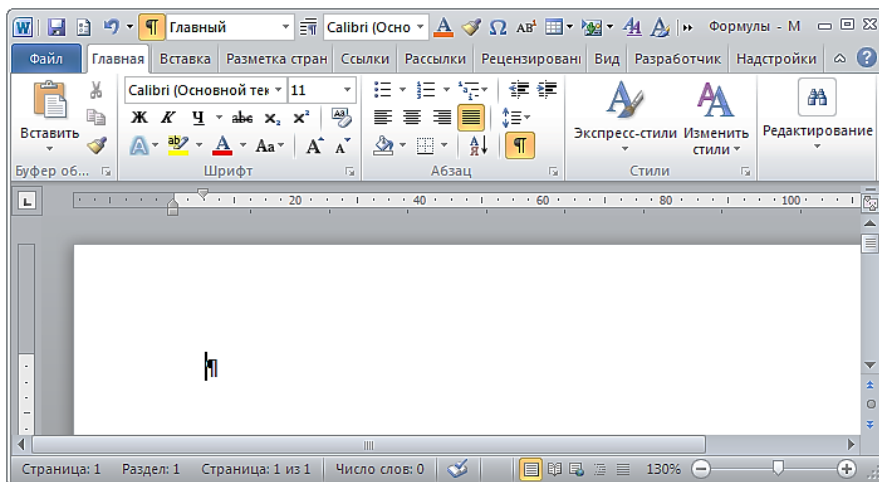 Главный Calibri (Осно Формулы - М
Файл Главная Вставка Разметка стран Ссылки Рассылки Рецензировани Вид Разработчик Надстройки
Calibri (Основной тек 11
Вставить
Ж К Ч abe x₂ x²
Aa A A
Экспресс-стили Изменить стили Редактирование
Буфер об... Шрифт Абзац Стили
20 40 60 80 100
¶
Страница: 1 Раздел: 1 Страница: 1 из 1 Число слов: 0 130%